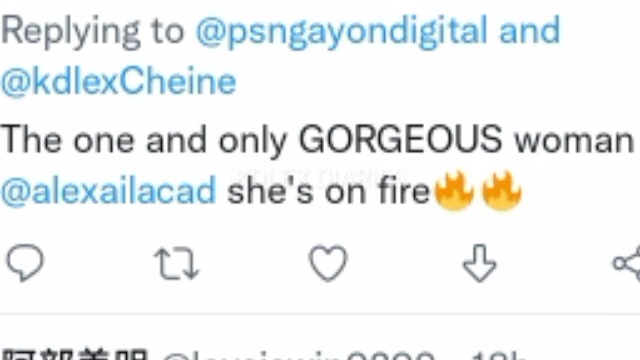 Replying to @psngayondigital and
@kdlexCheine
The one and only GORGEOUS woman
@alexailacad she's on fire🔥🔥